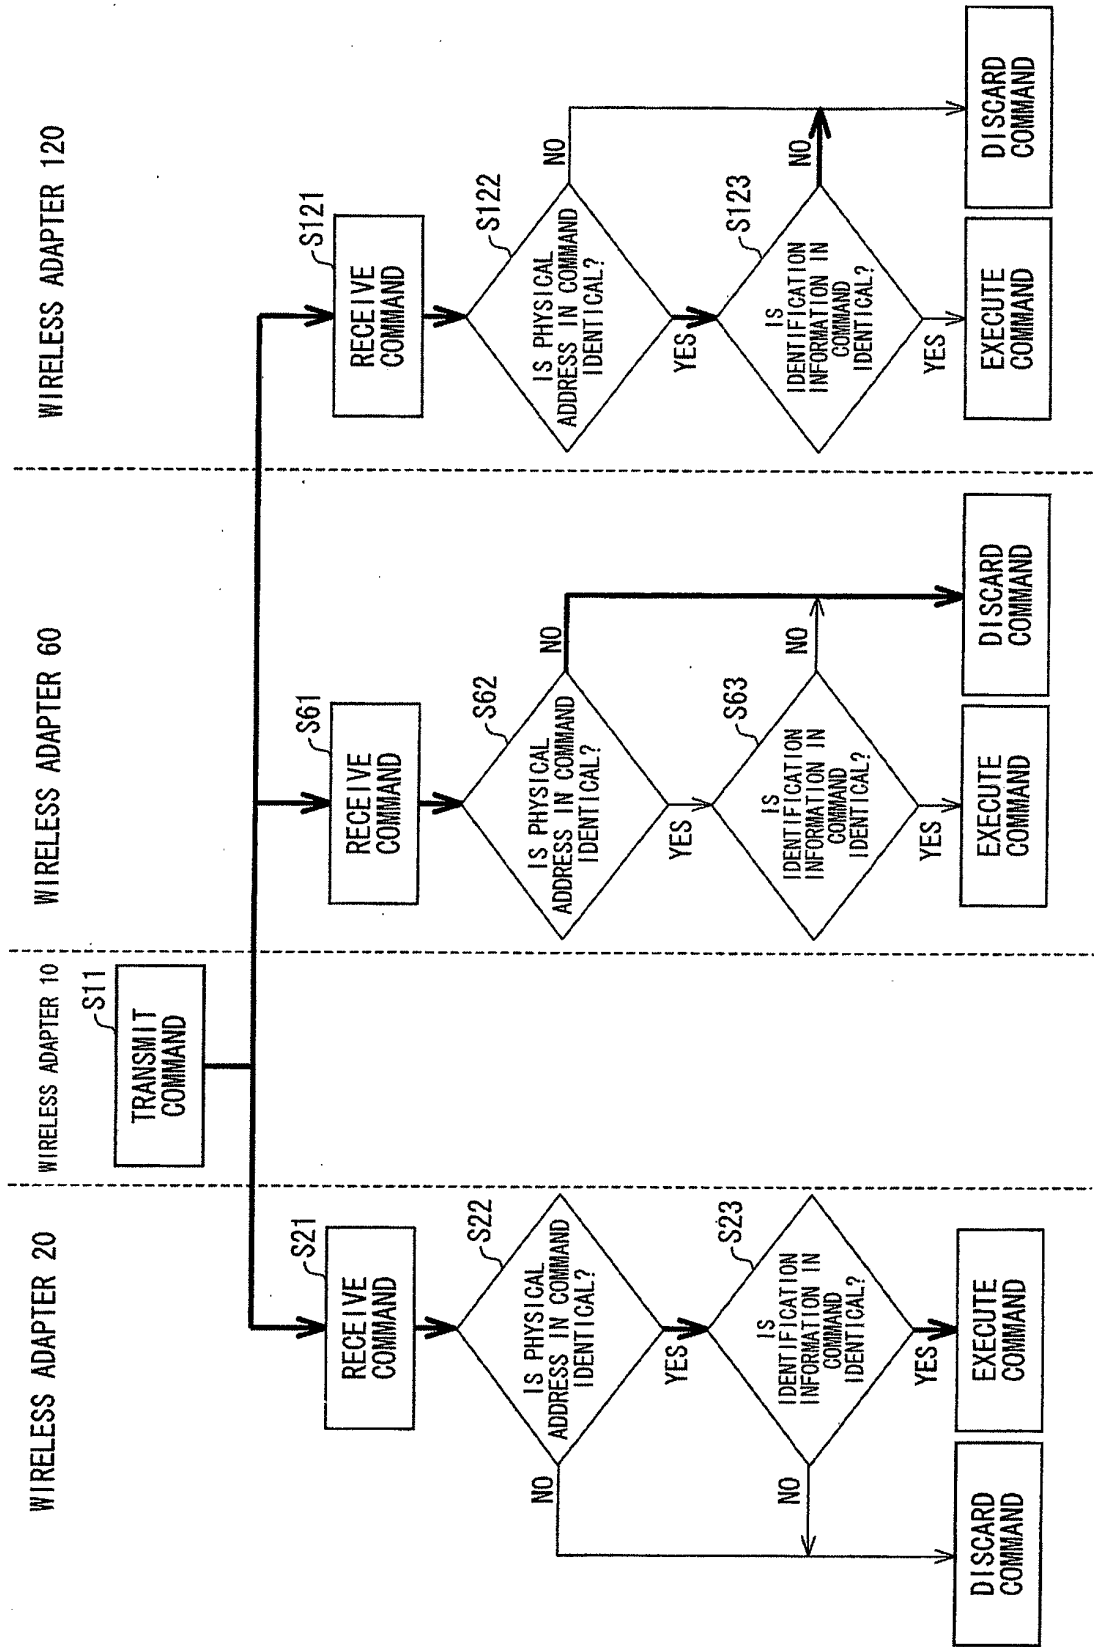 WIRELESS ADAPTER 20
S21
RECEIVE
COMMAND
S22
IS PHYSICAL
ADDRESS IN COMMAND
IDENTICAL?
NO
YES
S23
IS
IDENTIFICATION
INFORMATION IN
COMMAND
IDENTICAL?
NO
YES
DISCARD
COMMAND
EXECUTE
COMMAND
WIRELESS ADAPTER 10
S11
TRANSMIT
COMMAND
WIRELESS ADAPTER 60
S61
RECEIVE
COMMAND
S62
IS PHYSICAL
ADDRESS IN COMMAND
IDENTICAL?
NO
YES
S63
IS
IDENTIFICATION
INFORMATION IN
COMMAND
IDENTICAL?
NO
YES
EXECUTE
COMMAND
DISCARD
COMMAND
WIRELESS ADAPTER 120
S121
RECEIVE
COMMAND
S122
IS PHYSICAL
ADDRESS IN COMMAND
IDENTICAL?
NO
YES
S123
IS
IDENTIFICATION
INFORMATION IN
COMMAND
IDENTICAL?
NO
YES
EXECUTE
COMMAND
DISCARD
COMMAND